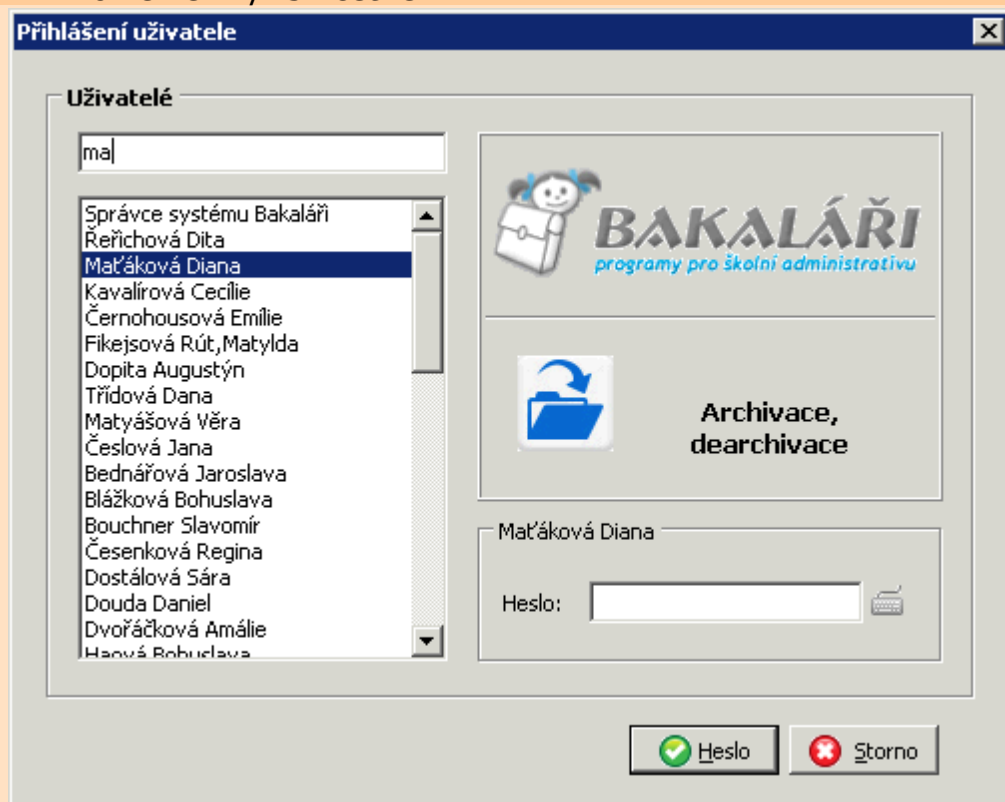 Přihlášení uživatele
Uživatelé
ma
Správce systému Bakaláři
Řeřichová Dita
Maťáková Diana
Kavalírová Cecílie
Černohousová Emílie
Fikejsová Rút,Matylda
Dopita Augustýn
Třídová Dana
Matyášová Věra
Česlová Jana
Bednářová Jaroslava
Blážková Bohuslava
Bouchner Slavomír
Česenková Regina
Dostálová Sára
Douda Daniel
Dvořáčková Amálie
Bohuslava
BAKALÁŘI
programy pro školní administrativu
Archivace,
dearchivace
Maťáková Diana
Heslo:
Heslo
Storno